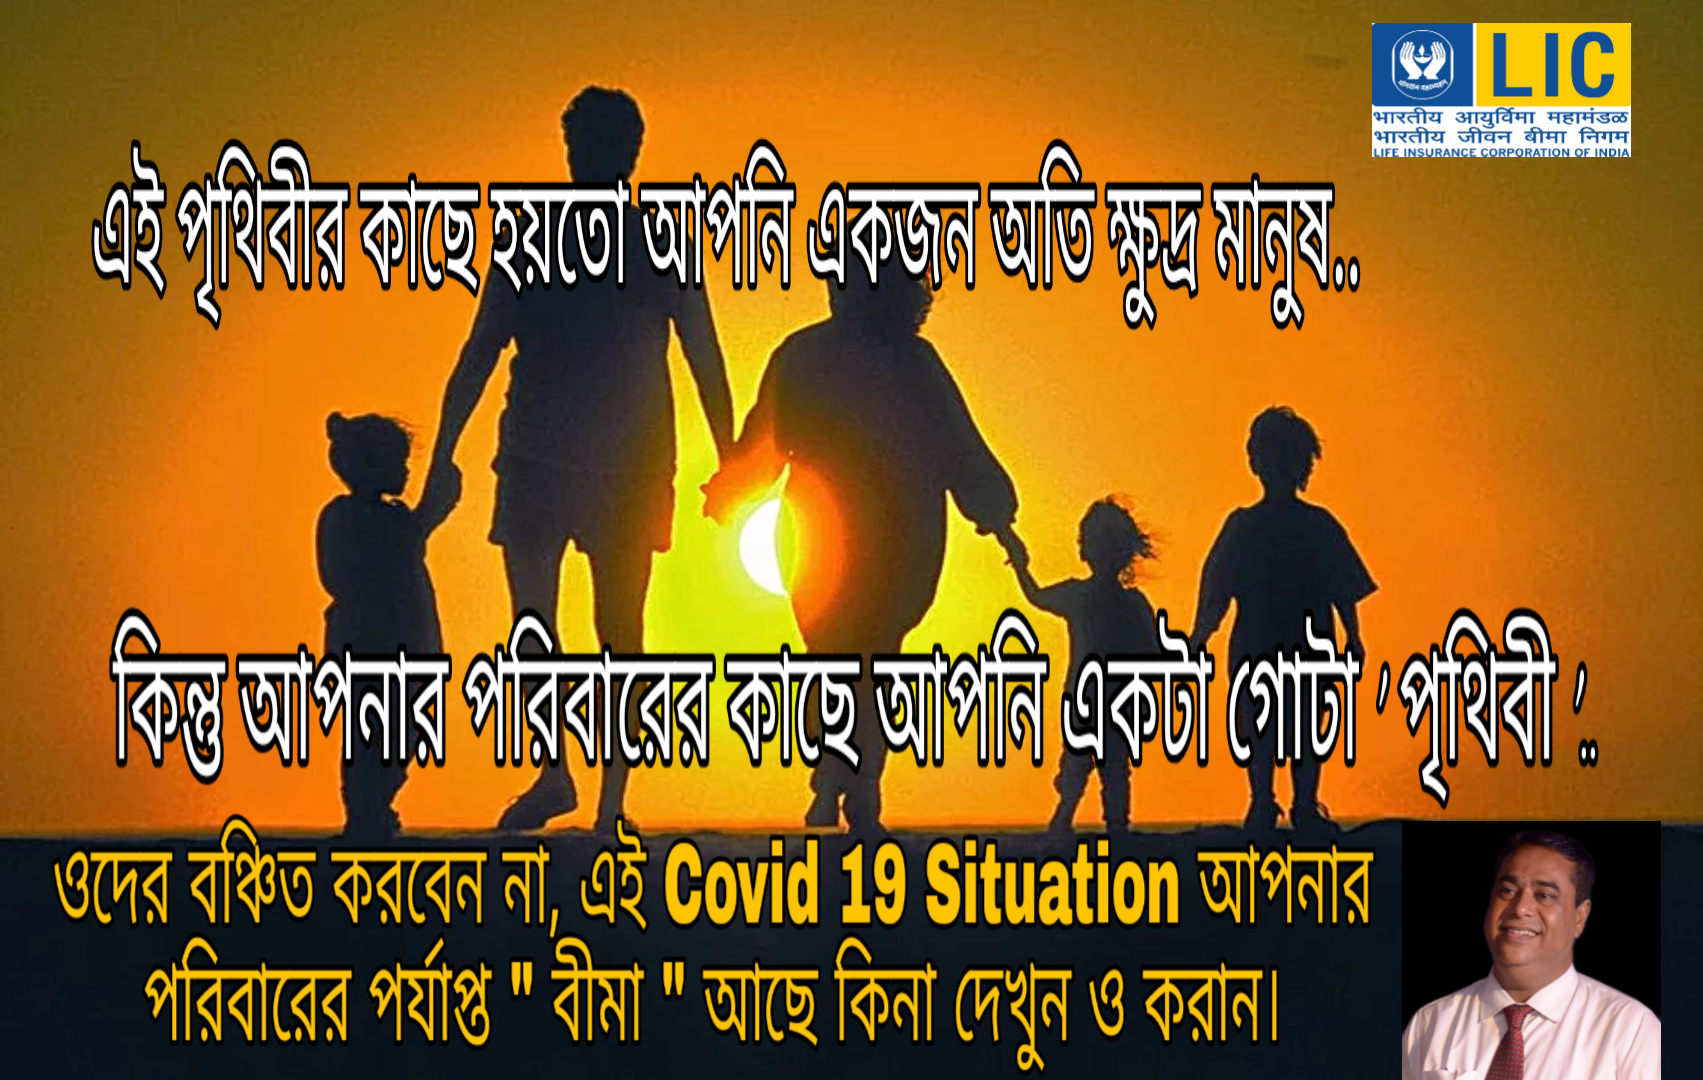 LIC
भारतीय आयुर्विमा महामंडळ
भारतीय जीवन बीमा निगम
LIFE INSURANCE CORPORATION OF INDIA
এই পৃথিবীর কাছে হয়তো আপনি একজন অতি ক্ষুদ্র মানুষ..
কিন্তু আপনার পরিবারের কাছে আপনি একটা গোটা ' পৃথিবী '..
ওদের বঞ্চিত করবেন না, এই Covid 19 Situation আপনার
পরিবারের পর্যাপ্ত " বীমা " আছে কিনা দেখুন ও করান।